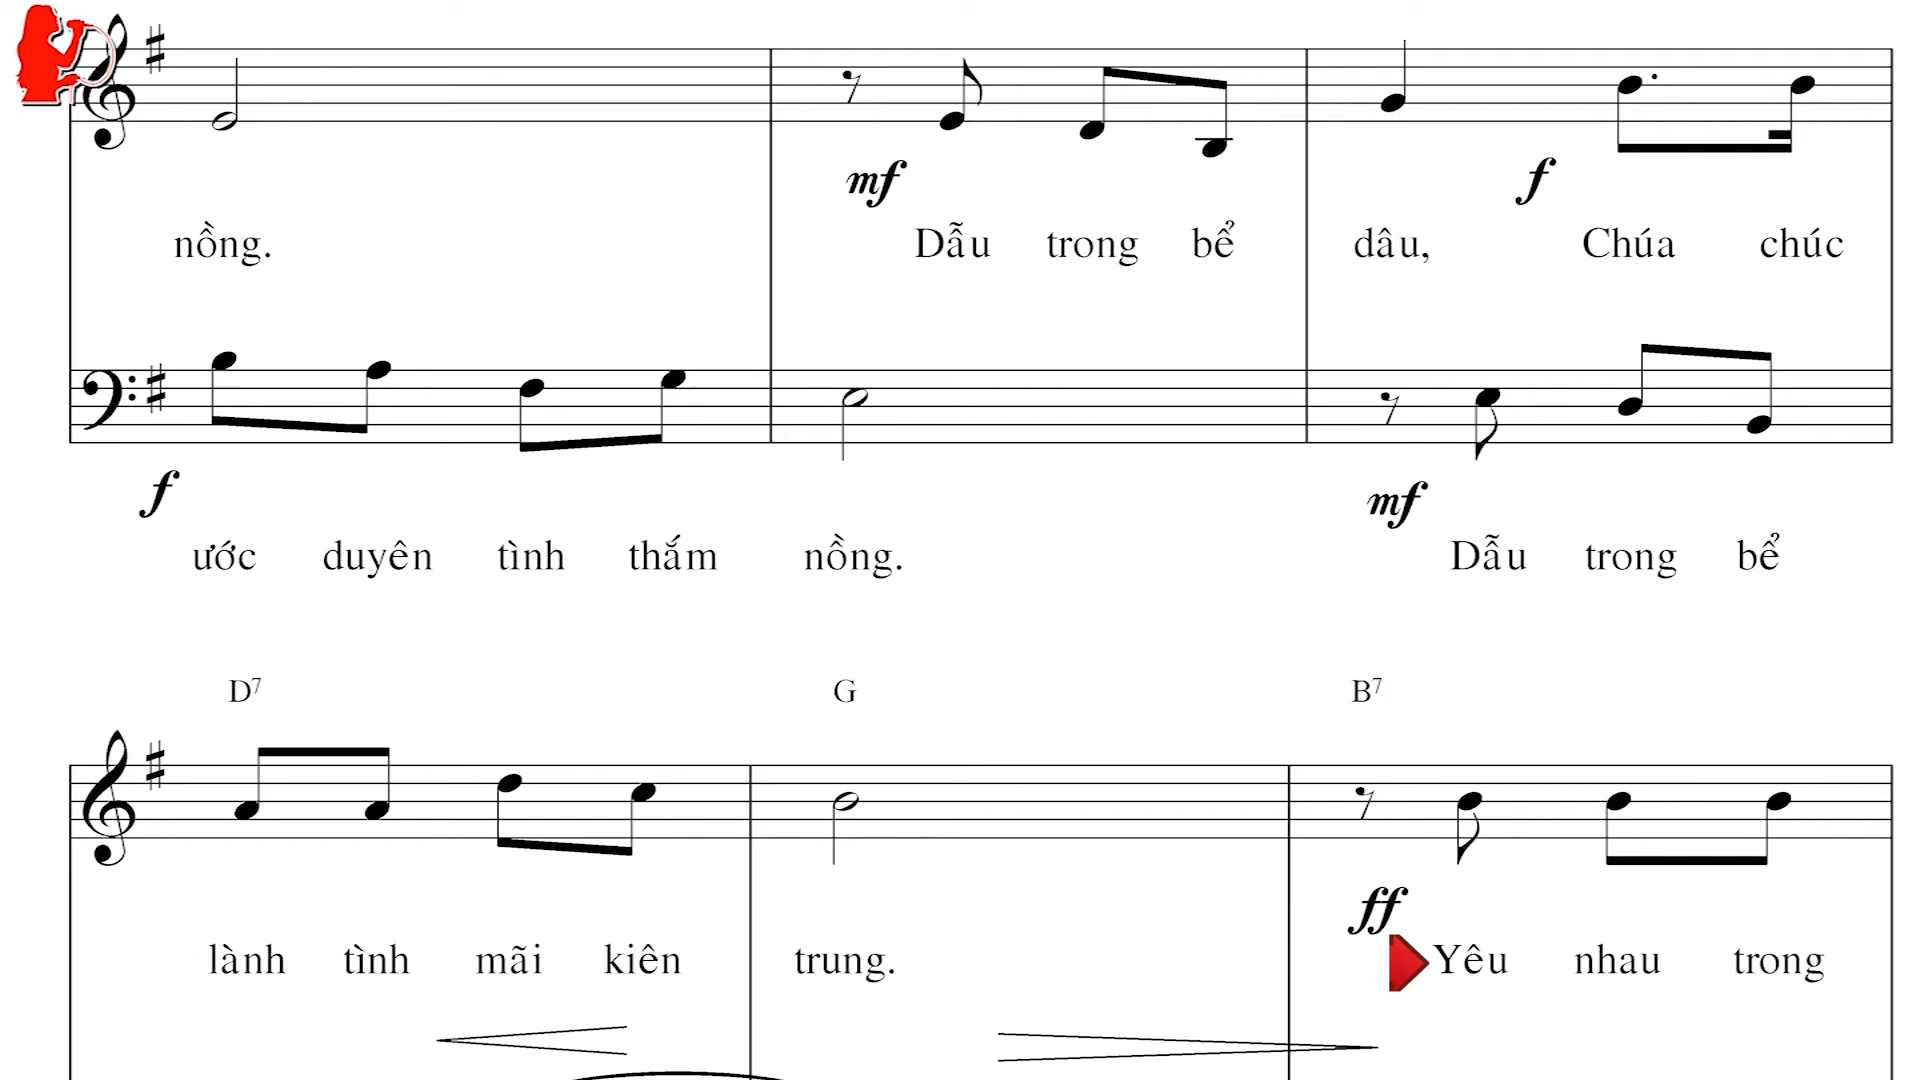 mf f
nồng. Dẫu trong bể dâu, Chúa chúc
f mf
ước duyên tình thắm nồng. Dẫu trong bể
D7 G B7
ff
lành tình mãi kiên trung. Yêu nhau trong